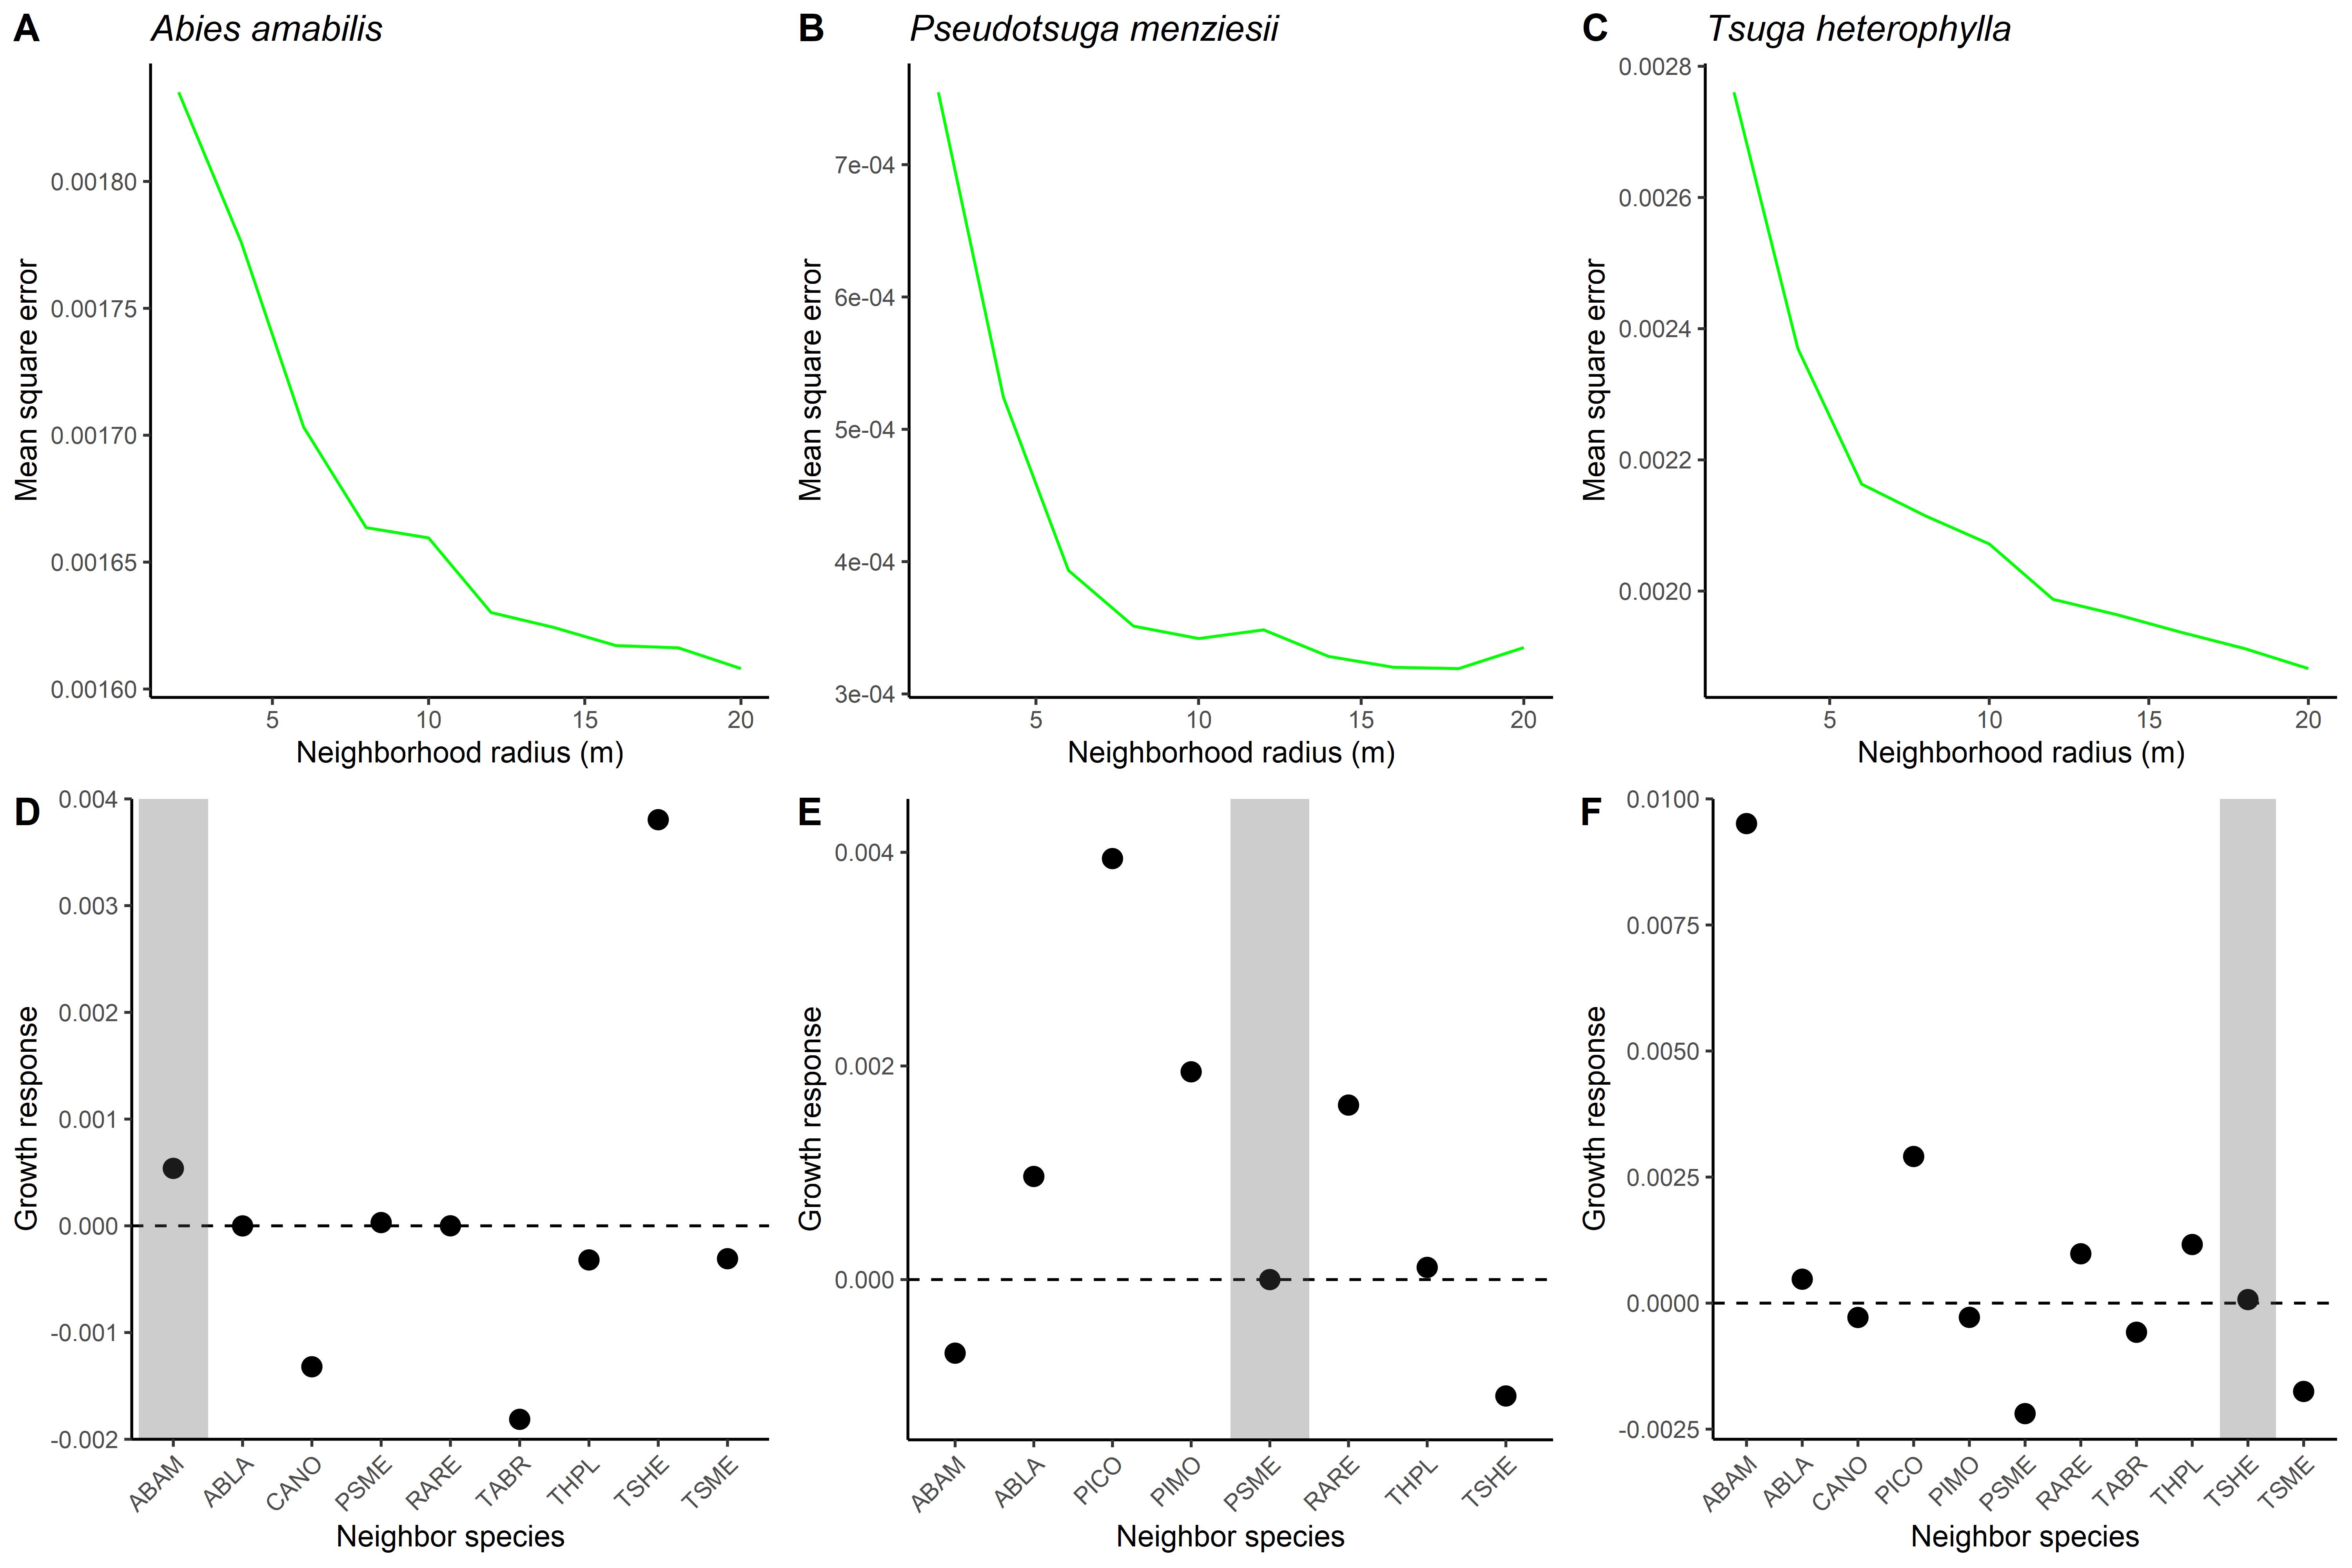 A Abies amabilis
Mean square error
0.00180
0.00175
0.00170
0.00165
0.00160
5 10 15 20
Neighborhood radius (m)
B Pseudotsuga menziesii
Mean square error
7e-04
6e-04
5e-04
4e-04
3e-04
5 10 15 20
Neighborhood radius (m)
C Tsuga heterophylla
Mean square error
0.0028
0.0026
0.0024
0.0022
0.0020
5 10 15 20
Neighborhood radius (m)
D
Growth response
0.004
0.003
0.002
0.001
0.000
-0.001
-0.002
ABAM ABLA CANO PSME RARE TABR THPL TSHE TSME
Neighbor species
E
Growth response
0.004
0.002
0.000
ABAM ABLA PICO PIMO PSME RARE THPL TSHE
Neighbor species
F
Growth response
0.0100
0.0075
0.0050
0.0025
0.0000
-0.0025
ABAM ABLA CANO PICO PIMO PSME RARE TABR THPL TSHE TSME
Neighbor species